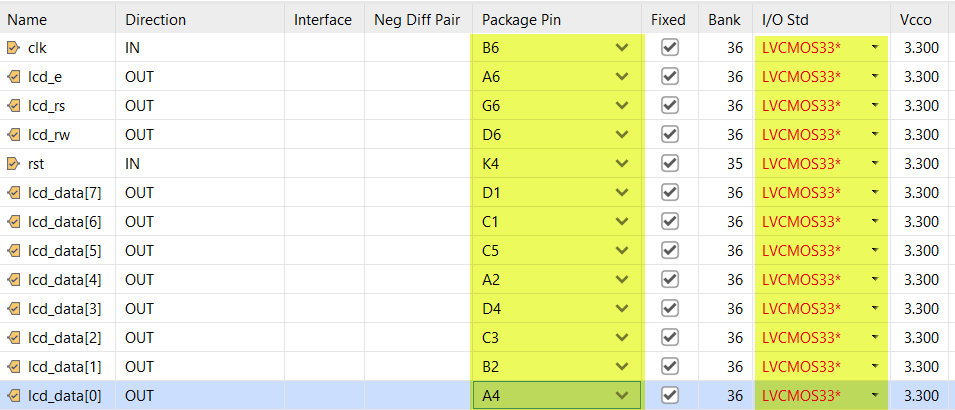 Name Direction Interface Neg Diff Pair Package Pin Fixed Bank I/O Std Vcco
clk IN B6 36 LVCMOS33* 3.300
lcd_e OUT A6 36 LVCMOS33* 3.300
lcd_rs OUT G6 36 LVCMOS33* 3.300
lcd_rw OUT D6 36 LVCMOS33* 3.300
rst IN K4 35 LVCMOS33* 3.300
lcd_data[7] OUT D1 36 LVCMOS33* 3.300
lcd_data[6] OUT C1 36 LVCMOS33* 3.300
lcd_data[5] OUT C5 36 LVCMOS33* 3.300
lcd_data[4] OUT A2 36 LVCMOS33* 3.300
lcd_data[3] OUT D4 36 LVCMOS33* 3.300
lcd_data[2] OUT C3 36 LVCMOS33* 3.300
lcd_data[1] OUT B2 36 LVCMOS33* 3.300
lcd_data[0] OUT A4 36 LVCMOS33* 3.300